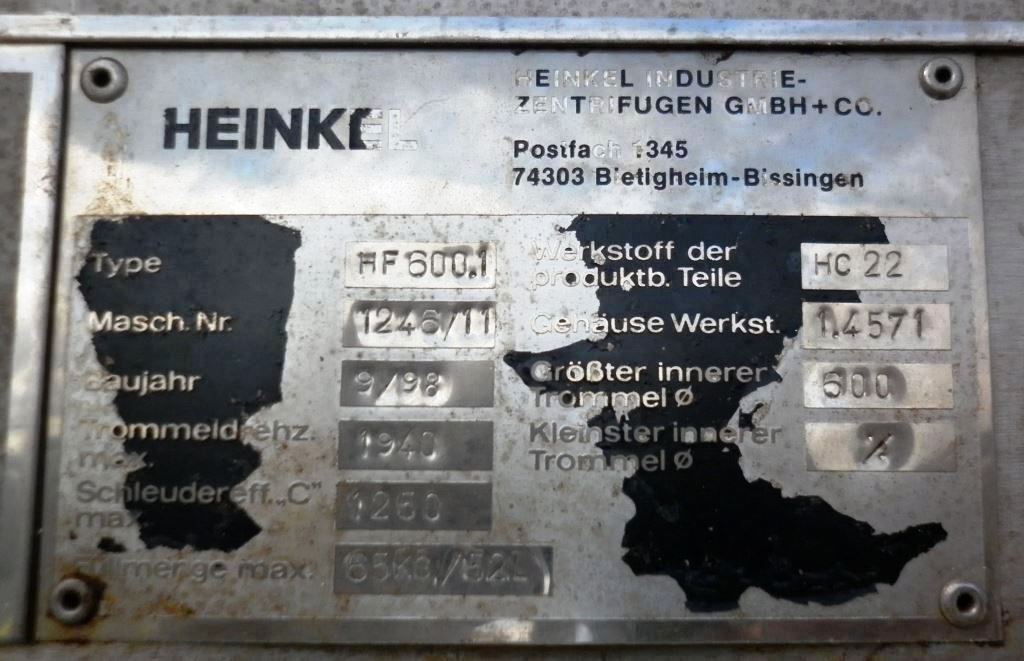 HEINKEL
HEINKEL INDUSTRIE-
ZENTRIFUGEN GMBH+CO.
Postfach 1345
74303 Bietigheim-Bissingen
Type HF600.1
Masch. Nr. 1246/11
Baujahr 9/98
Trommeldrehz.
max. 1940
Schleudereff. „C"
max. 1260
Füllmenge max. 65KG/52L
Werkstoff der
produktb. Teile HC 22
Gehäuse Werkst. 1.4571
Größter innerer
Trommel Ø 600
Kleinster innerer
Trommel Ø %